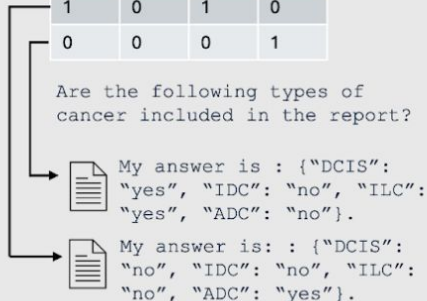 1 0 1 0
0 0 0 1
Are the following types of
cancer included in the report?
My answer is : {“DCIS”:
“yes”, “IDC”: “no”, “ILC”:
“yes”, “ADC”: “no”}.
My answer is: : {“DCIS”:
“no”, “IDC”: “no”, “ILC”:
“no”, “ADC”: “yes”}.